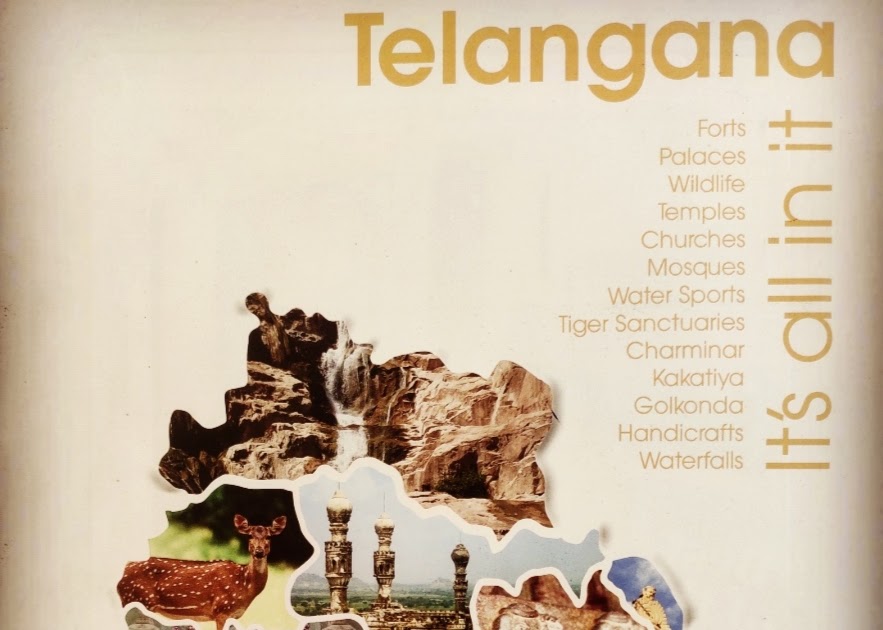 Telangana
Forts
Palaces
Wildlife
Temples
Churches
Mosques
Water Sports
Tiger Sanctuaries
Charminar
Kakatiya
Golkonda
Handicrafts
Waterfalls
It's all in it